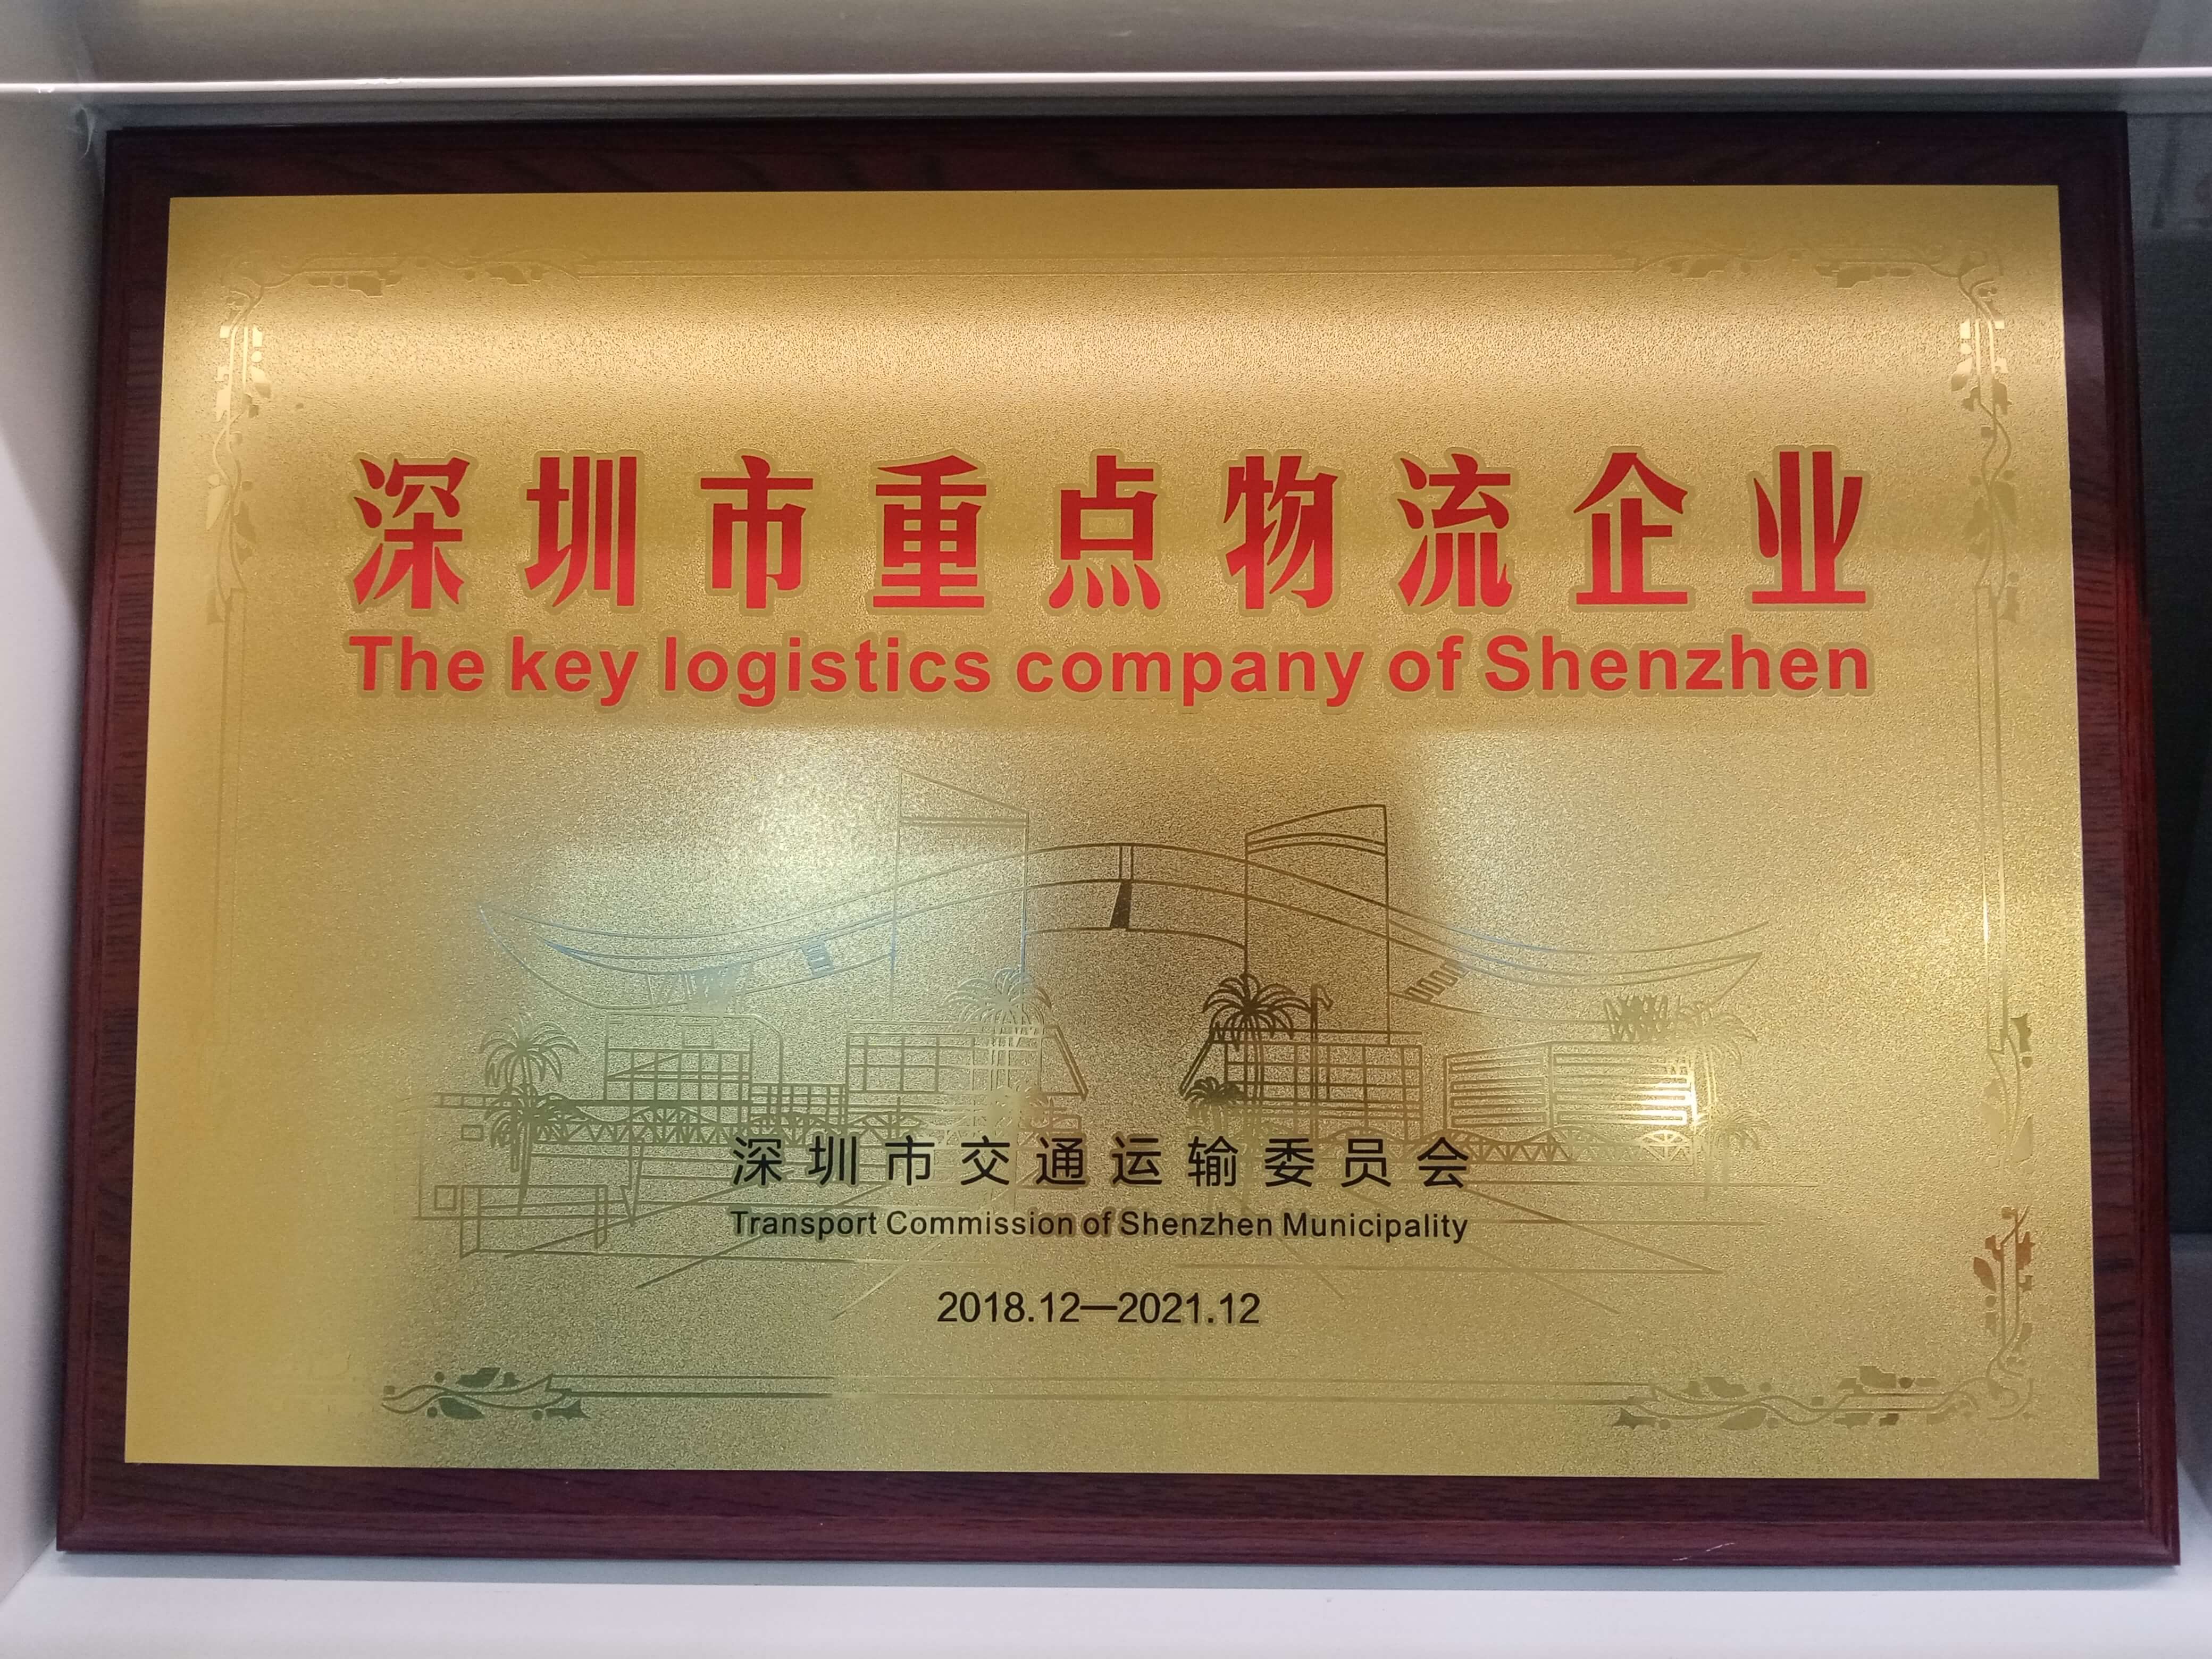 深圳市重点物流企业
The key logistics company of Shenzhen
深圳市交通运输委员会
Transport Commission of Shenzhen Municipality
2018.12—2021.12